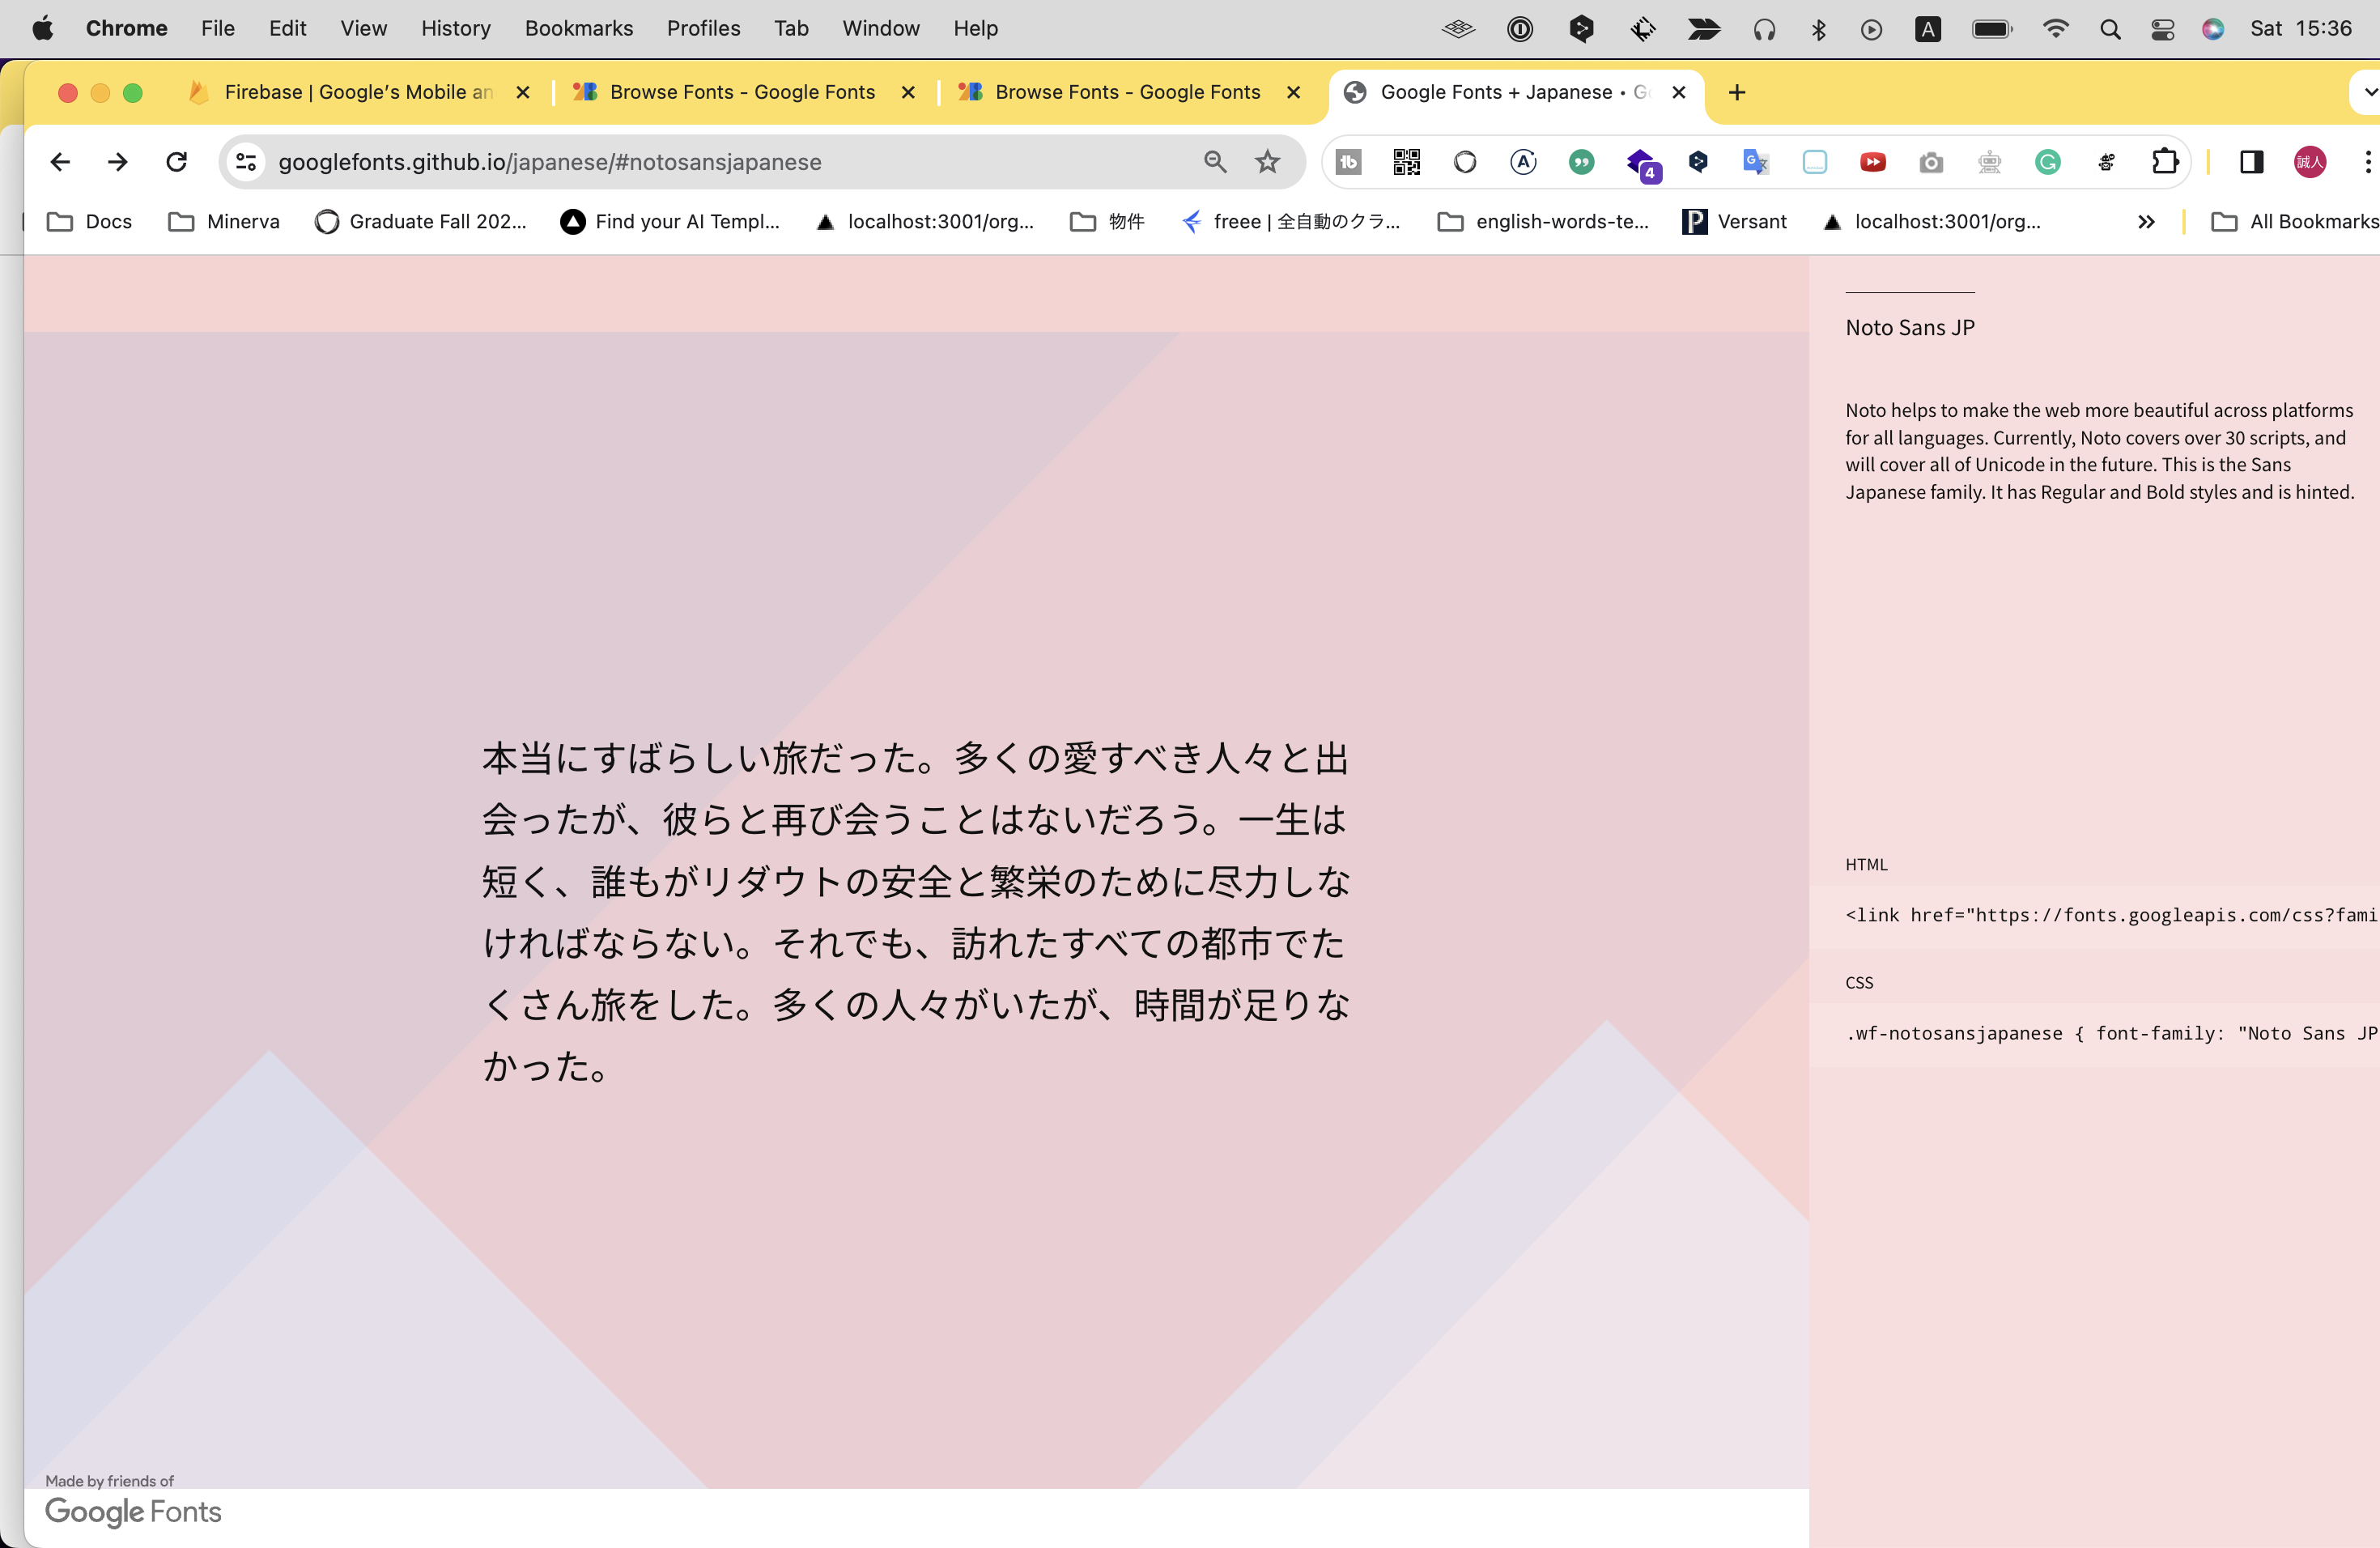 Chrome File Edit View History Bookmarks Profiles Tab Window Help A Sat 15:36
Firebase | Google’s Mobile an Browse Fonts - Google Fonts Browse Fonts - Google Fonts Google Fonts + Japanese • G
googlefonts.github.io/japanese/#notosansjapanese 4 誠人
Docs Minerva Graduate Fall 202... Find your AI Templ... localhost:3001/org... 物件 freee | 全自動のクラ... english-words-te... Versant localhost:3001/org... All Bookmarks
Noto Sans JP
Noto helps to make the web more beautiful across platforms
for all languages. Currently, Noto covers over 30 scripts, and
will cover all of Unicode in the future. This is the Sans
Japanese family. It has Regular and Bold styles and is hinted.
本当にすばらしい旅だった。多くの愛すべき人々と出
会ったが、彼らと再び会うことはないだろう。一生は
短く、誰もがリダウトの安全と繁栄のために尽力しな
ければならない。それでも、訪れたすべての都市でた
くさん旅をした。多くの人々がいたが、時間が足りな
かった。
HTML
<link href="https://fonts.googleapis.com/css?fami
CSS
.wf-notosansjapanese { font-family: "Noto Sans JP
Made by friends of
Google Fonts